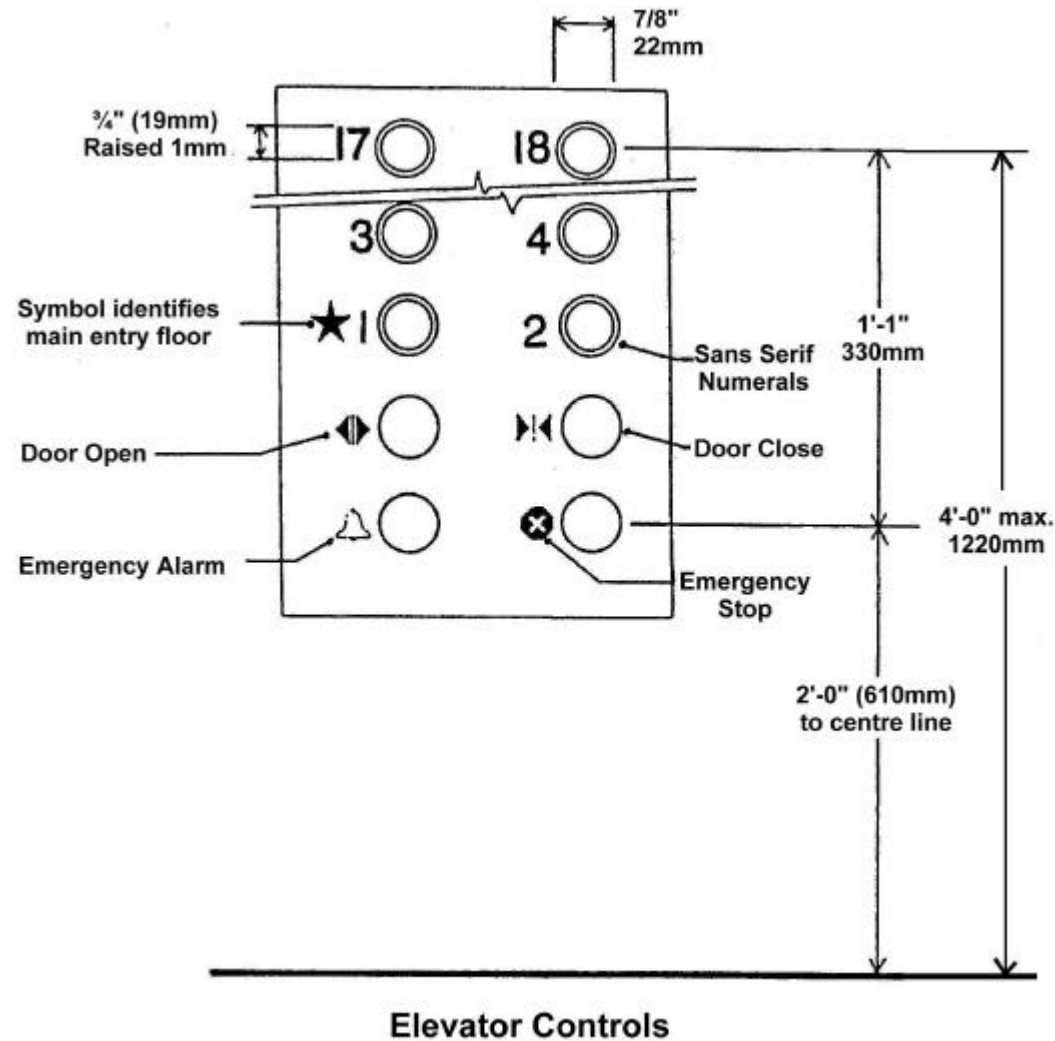 7/8"
22mm
¾" (19mm)
Raised 1mm
17
18
3
4
Symbol identifies
main entry floor
1
2
1'-1"
330mm
Sans Serif
Numerals
Door Open
Door Close
4'-0" max.
1220mm
Emergency Alarm
Emergency
Stop
2'-0" (610mm)
to centre line
Elevator Controls